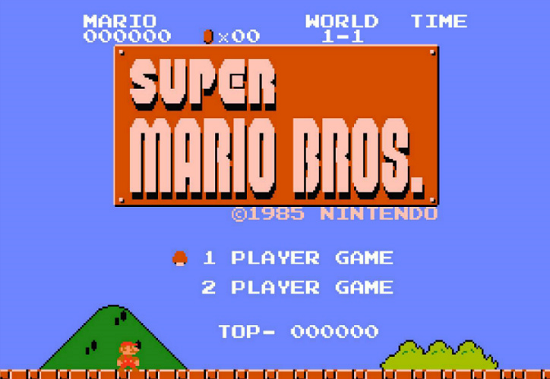 MARIO WORLD TIME
000000 ×00 1-1
SUPER
MARIO BROS.
©1985 NINTENDO
1 PLAYER GAME
2 PLAYER GAME
TOP- 000000